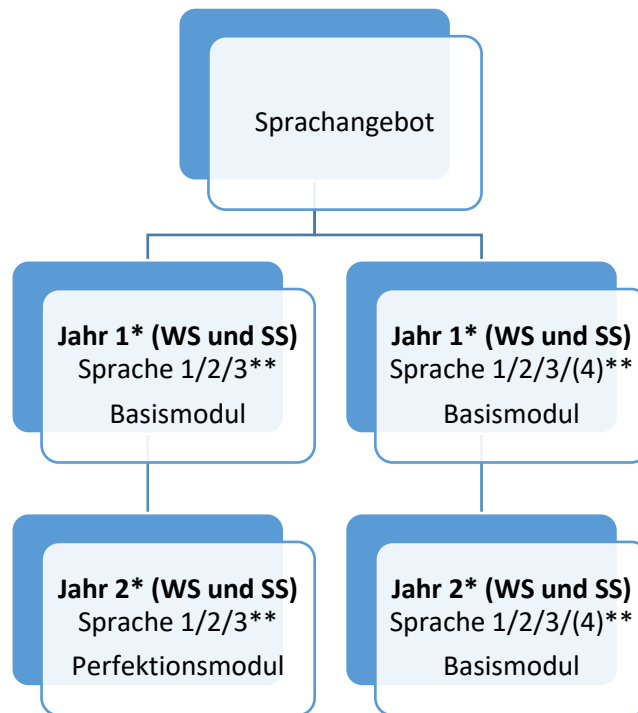 Sprachangebot
Jahr 1* (WS und SS)
Sprache 1/2/3**
Basismodul
Jahr 1* (WS und SS)
Sprache 1/2/3/(4)**
Basismodul
Jahr 2* (WS und SS)
Sprache 1/2/3**
Perfektionsmodul
Jahr 2* (WS und SS)
Sprache 1/2/3/(4)**
Basismodul